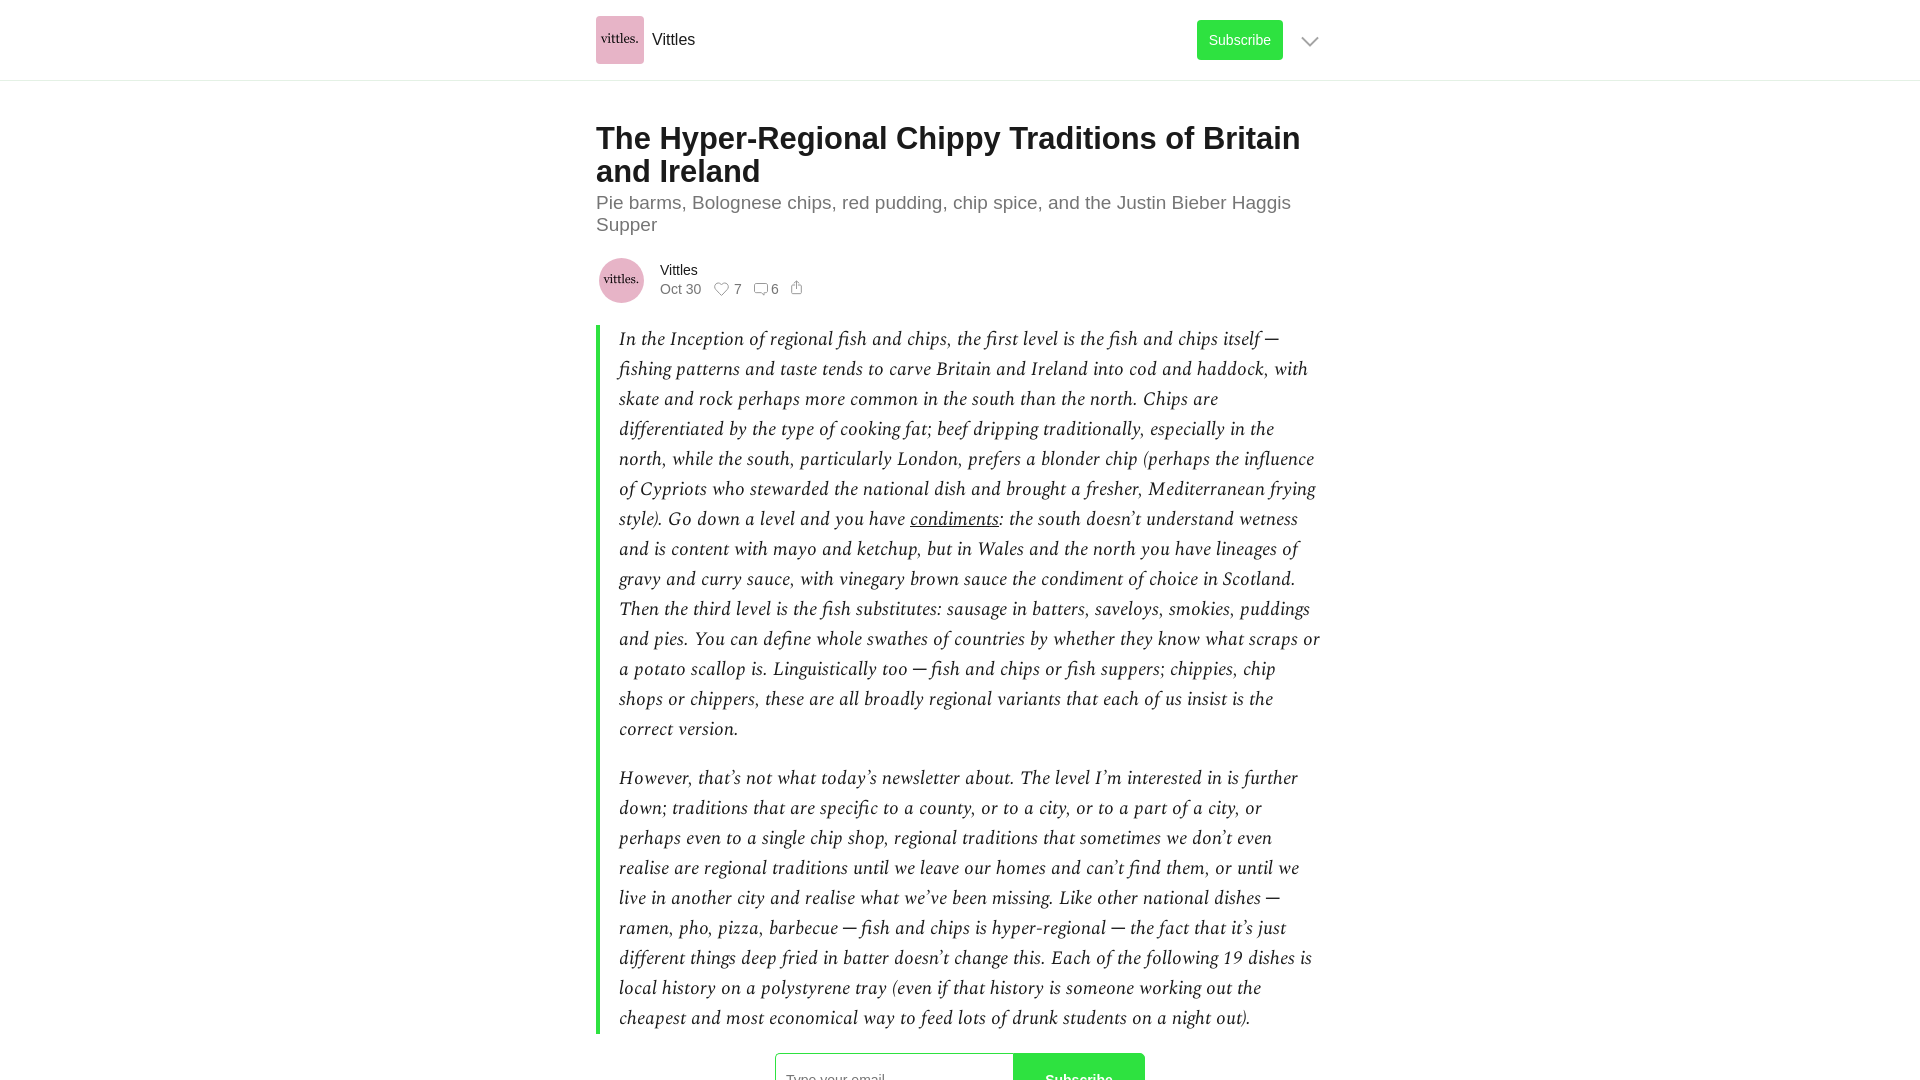 vittles.
Vittles
Subscribe
The Hyper-Regional Chippy Traditions of Britain
and Ireland
Pie barms, Bolognese chips, red pudding, chip spice, and the Justin Bieber Haggis
Supper
vittles.
Vittles
Oct 30 7 6
In the Inception of regional fish and chips, the first level is the fish and chips itself —
fishing patterns and taste tends to carve Britain and Ireland into cod and haddock, with
skate and rock perhaps more common in the south than the north. Chips are
differentiated by the type of cooking fat; beef dripping traditionally, especially in the
north, while the south, particularly London, prefers a blonder chip (perhaps the influence
of Cypriots who stewarded the national dish and brought a fresher, Mediterranean frying
style). Go down a level and you have condiments: the south doesn’t understand wetness
and is content with mayo and ketchup, but in Wales and the north you have lineages of
gravy and curry sauce, with vinegary brown sauce the condiment of choice in Scotland.
Then the third level is the fish substitutes: sausage in batters, saveloys, smokies, puddings
and pies. You can define whole swathes of countries by whether they know what scraps or
a potato scallop is. Linguistically too — fish and chips or fish suppers; chippies, chip
shops or chippers, these are all broadly regional variants that each of us insist is the
correct version.
However, that’s not what today’s newsletter about. The level I’m interested in is further
down; traditions that are specific to a county, or to a city, or to a part of a city, or
perhaps even to a single chip shop, regional traditions that sometimes we don’t even
realise are regional traditions until we leave our homes and can’t find them, or until we
live in another city and realise what we’ve been missing. Like other national dishes —
ramen, pho, pizza, barbecue — fish and chips is hyper-regional — the fact that it’s just
different things deep fried in batter doesn’t change this. Each of the following 19 dishes is
local history on a polystyrene tray (even if that history is someone working out the
cheapest and most economical way to feed lots of drunk students on a night out).
Type your email
Subscribe